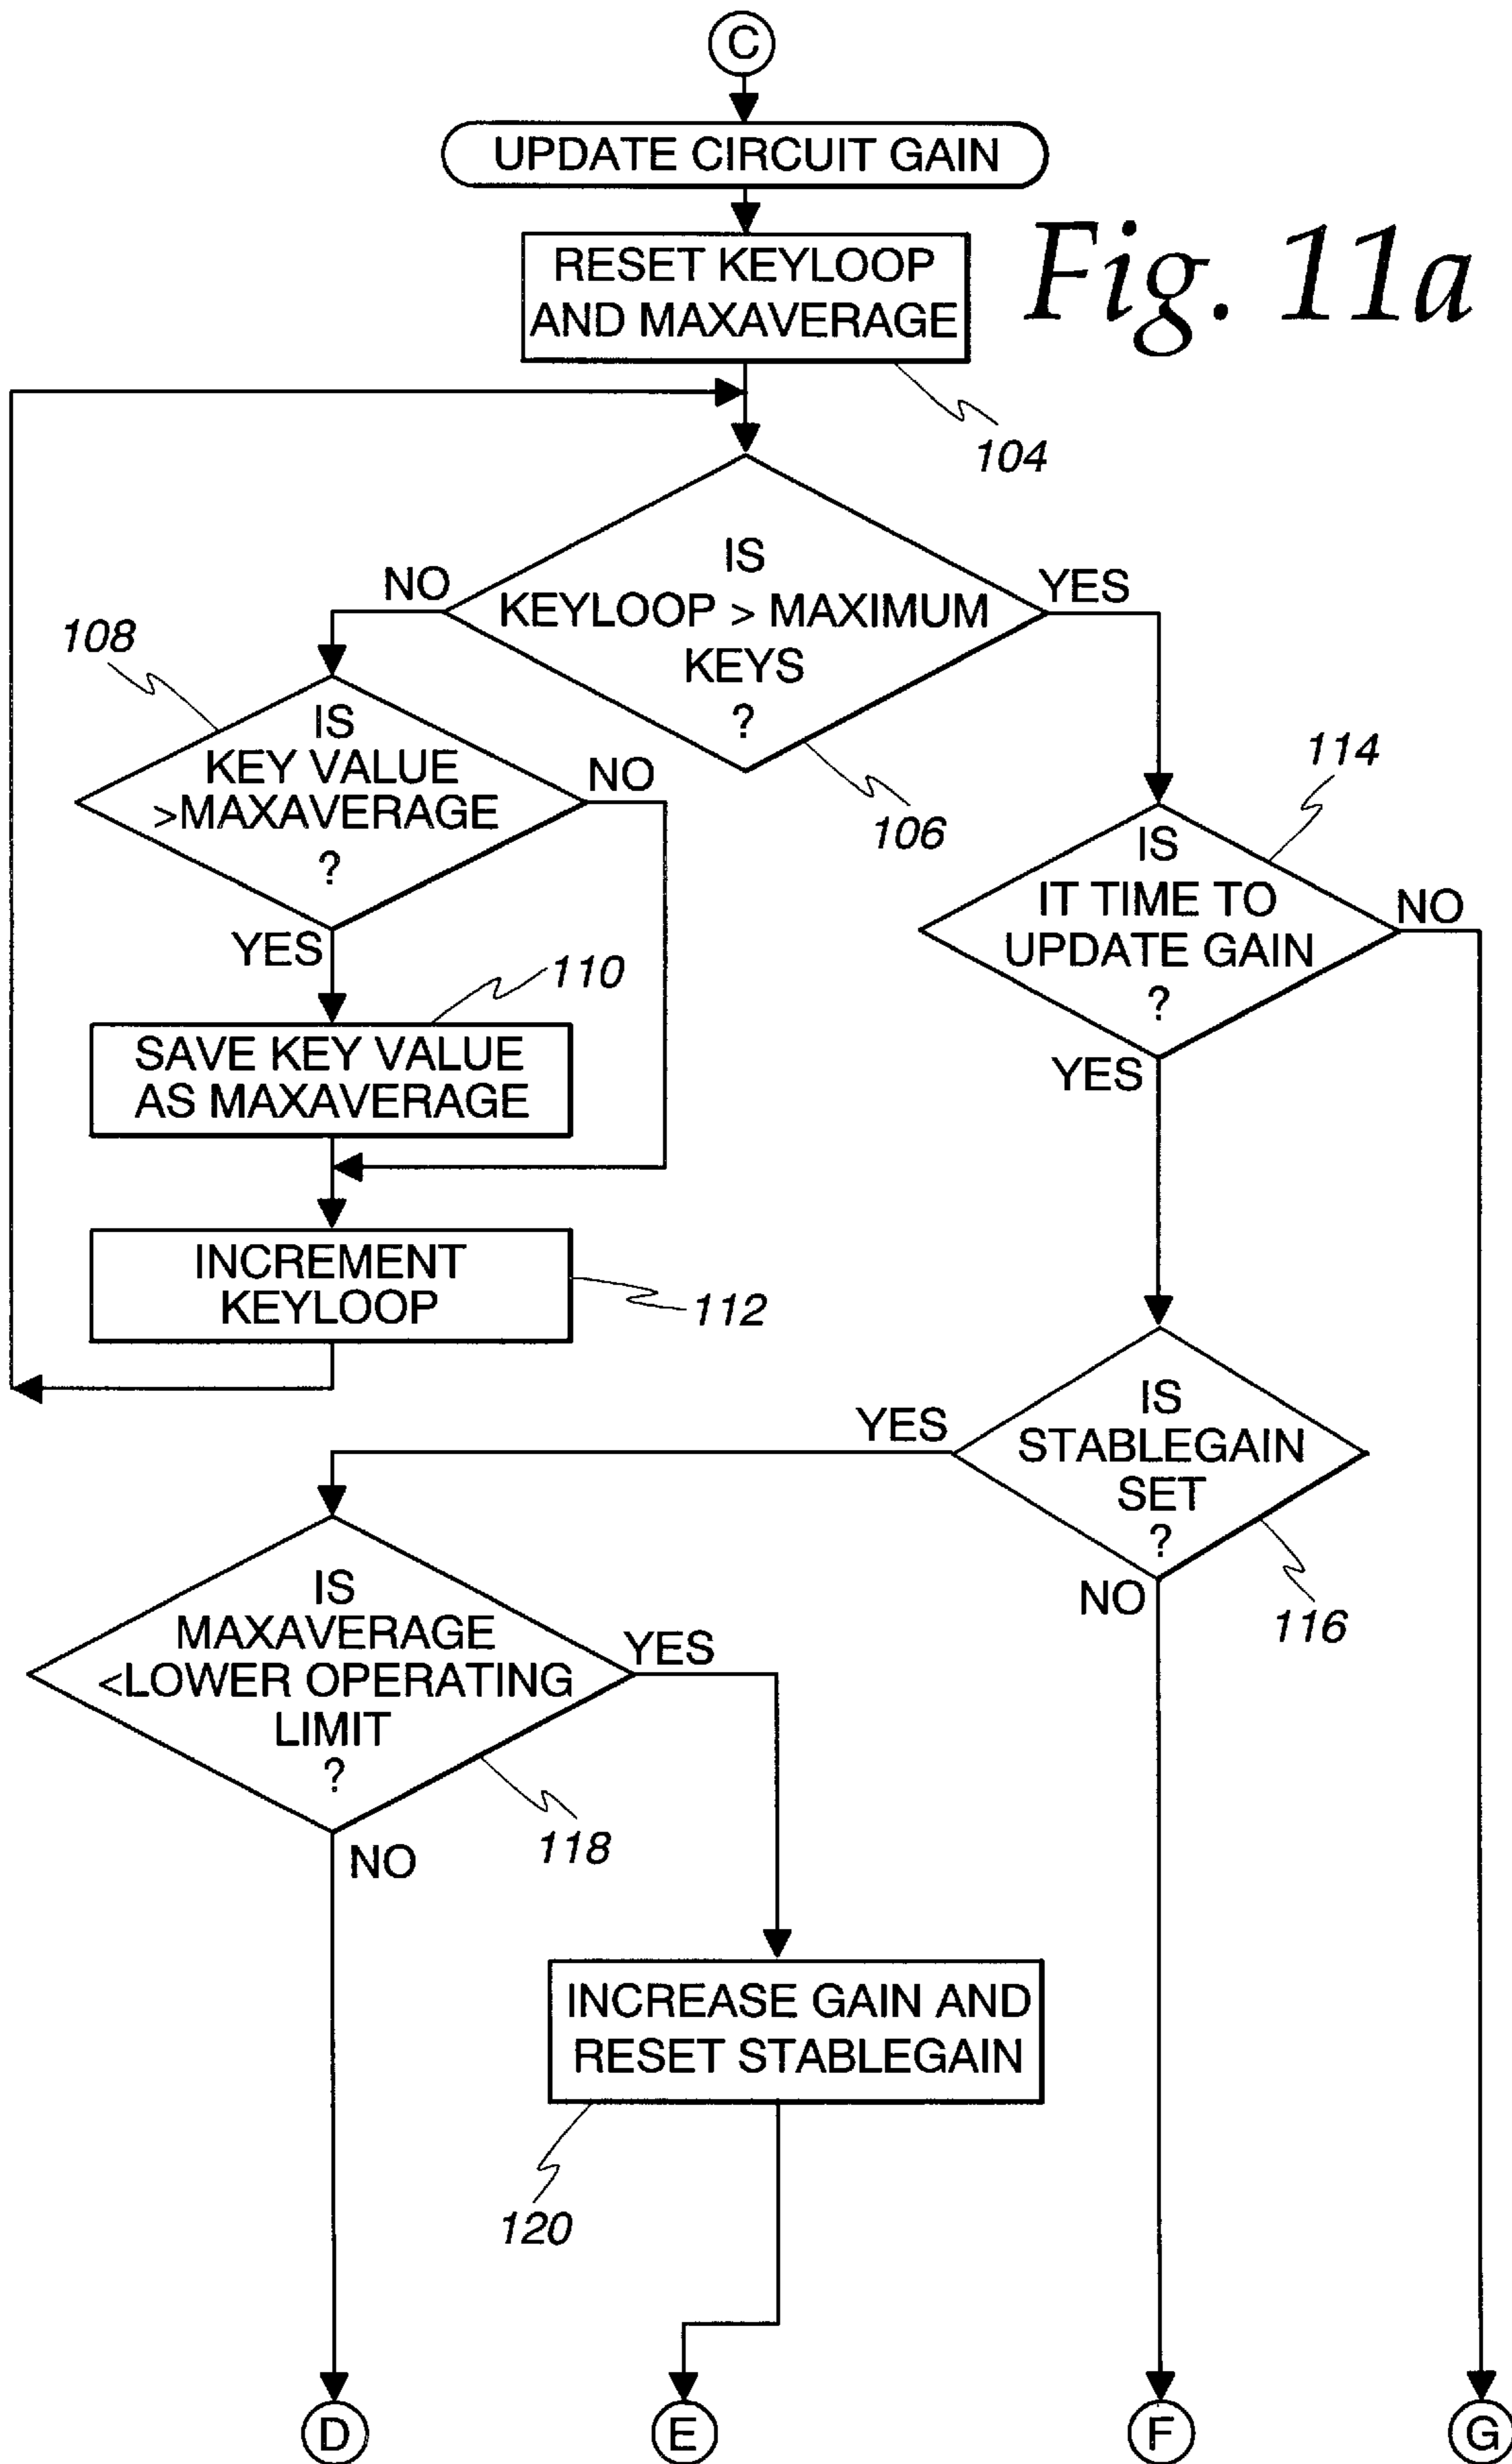 C
UPDATE CIRCUIT GAIN
Fig. 11a
RESET KEYLOOP
AND MAXAVERAGE
104
IS
KEYLOOP > MAXIMUM
KEYS
?
NO
YES
106
108
IS
KEY VALUE
>MAXAVERAGE
?
NO
YES
110
SAVE KEY VALUE
AS MAXAVERAGE
INCREMENT
KEYLOOP
112
114
IS
IT TIME TO
UPDATE GAIN
?
NO
YES
IS
STABLEGAIN
SET
?
YES
NO
116
IS
MAXAVERAGE
<LOWER OPERATING
LIMIT
?
YES
NO
118
INCREASE GAIN AND
RESET STABLEGAIN
120
D
E
F
G